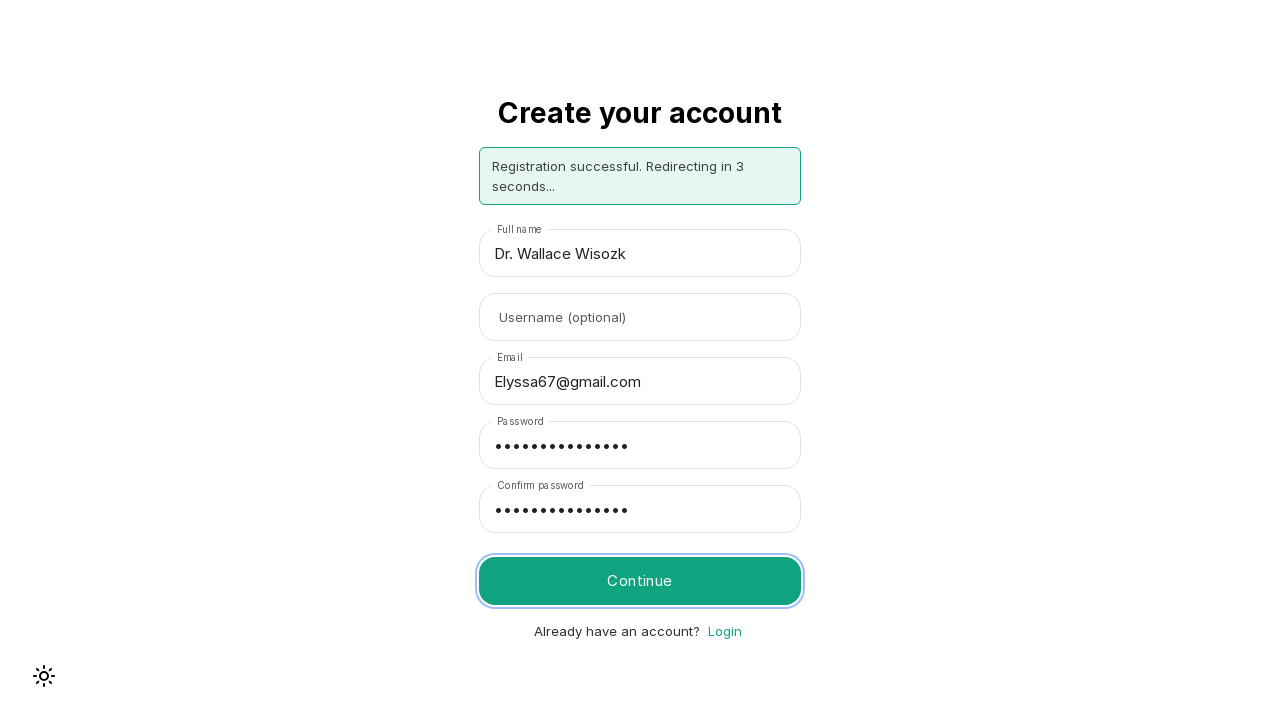 Create your account
Registration successful. Redirecting in 3
seconds...
Full name
Dr. Wallace Wisozk
Username (optional)
Email
Elyssa67@gmail.com
Password
•••••••••••••••
Confirm password
•••••••••••••••
Continue
Already have an account? Login